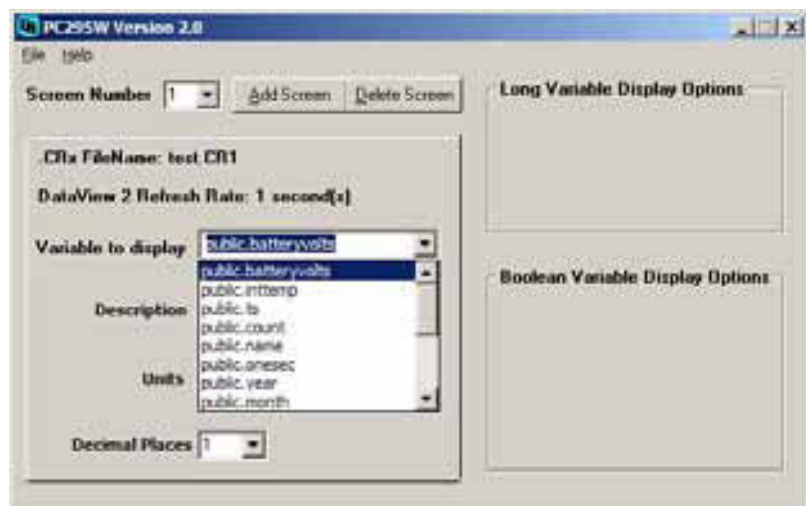 PC295W Version 2.0
File Help
Screen Number 1 Add Screen Delete Screen
.CRx FileName: test.CR1
DataView 2 Refresh Rate: 1 second(s)
Variable to display public.batteryvolts
public.batteryvolts
public.inttemp
public.ts
public.count
public.name
public.onesec
public.year
public.month
Description
Units
Decimal Places 1
Long Variable Display Options
Boolean Variable Display Options